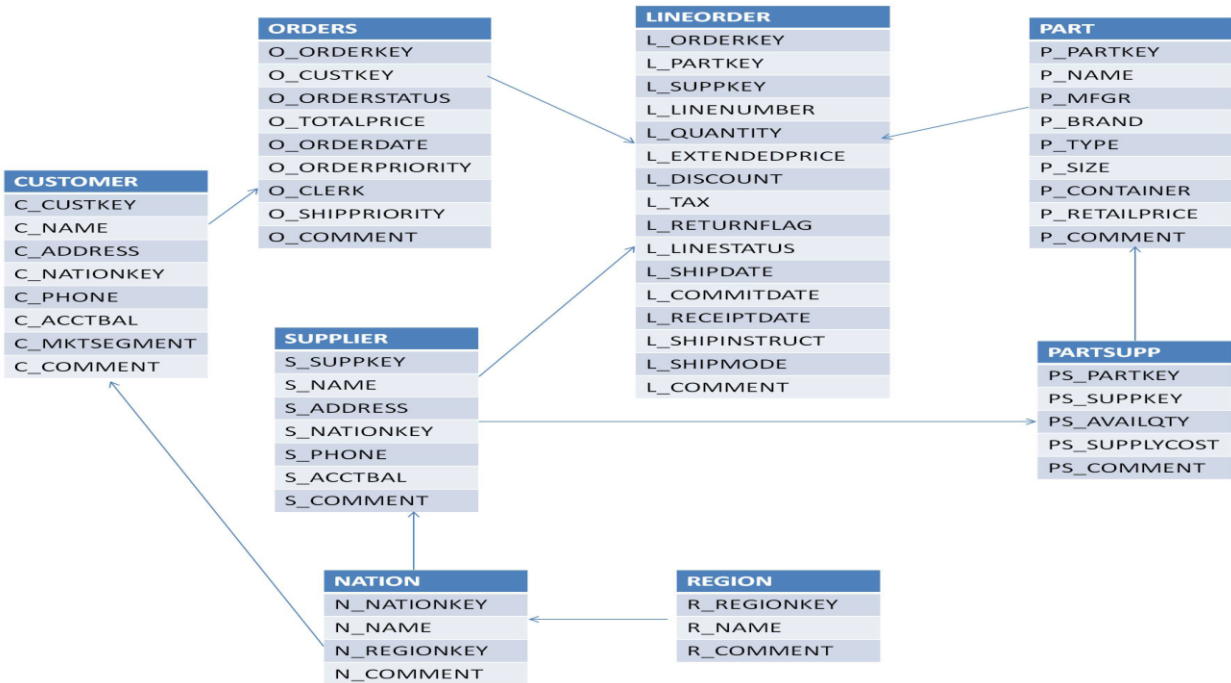 ORDERS
O_ORDERKEY
O_CUSTKEY
O_ORDERSTATUS
O_TOTALPRICE
O_ORDERDATE
O_ORDERPRIORITY
O_CLERK
O_SHIPPRIORITY
O_COMMENT
LINEORDER
L_ORDERKEY
L_PARTKEY
L_SUPPKEY
L_LINENUMBER
L_QUANTITY
L_EXTENDEDPRICE
L_DISCOUNT
L_TAX
L_RETURNFLAG
L_LINESTATUS
L_SHIPDATE
L_COMMITDATE
L_RECEIPTDATE
L_SHIPINSTRUCT
L_SHIPMODE
L_COMMENT
PART
P_PARTKEY
P_NAME
P_MFGR
P_BRAND
P_TYPE
P_SIZE
P_CONTAINER
P_RETAILPRICE
P_COMMENT
CUSTOMER
C_CUSTKEY
C_NAME
C_ADDRESS
C_NATIONKEY
C_PHONE
C_ACCTBAL
C_MKTSEGMENT
C_COMMENT
SUPPLIER
S_SUPPKEY
S_NAME
S_ADDRESS
S_NATIONKEY
S_PHONE
S_ACCTBAL
S_COMMENT
PARTSUPP
PS_PARTKEY
PS_SUPPKEY
PS_AVAILQTY
PS_SUPPLYCOST
PS_COMMENT
NATION
N_NATIONKEY
N_NAME
N_REGIONKEY
N_COMMENT
REGION
R_REGIONKEY
R_NAME
R_COMMENT